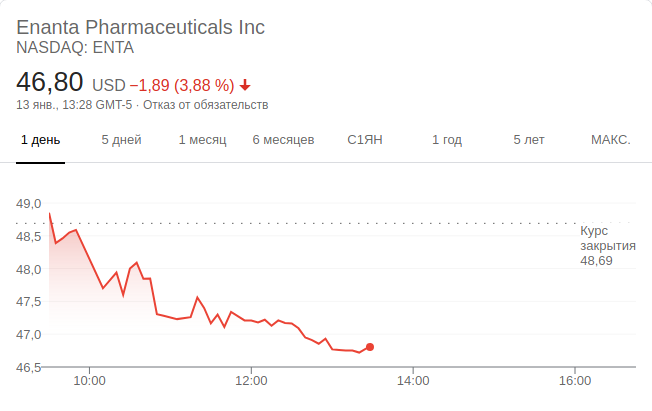 Enanta Pharmaceuticals Inc
NASDAQ: ENTA
46,80 USD −1,89 (3,88 %)
13 янв., 13:28 GMT-5 · Отказ от обязательств
1 день 5 дней 1 месяц 6 месяцев С1ЯН 1 год 5 лет МАКС.
49,0
48,5
48,0
47,5
47,0
46,5
Курс
закрытия
48,69
10:00 12:00 14:00 16:00